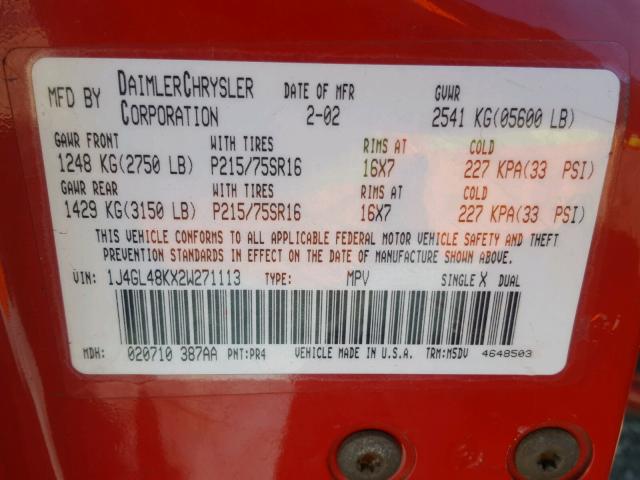 MFD BY DAIMLERCHRYSLER CORPORATION DATE OF MFR 2-02 GVWR 2541 KG(05600 LB)
GAWR FRONT WITH TIRES RIMS AT COLD
1248 KG(2750 LB) P215/75SR16 16X7 227 KPA(33 PSI)
GAWR REAR WITH TIRES RIMS AT COLD
1429 KG(3150 LB) P215/75SR16 16X7 227 KPA(33 PSI)
THIS VEHICLE CONFORMS TO ALL APPLICABLE FEDERAL MOTOR VEHICLE SAFETY AND THEFT
PREVENTION STANDARDS IN EFFECT ON THE DATE OF MANUFACTURE SHOWN ABOVE.
VIN: 1J4GL48KX2W271113 TYPE: MPV SINGLE X DUAL
MDH: 020710 387AA PNT:PR4 VEHICLE MADE IN U.S.A. TRM:MSDV 4648503